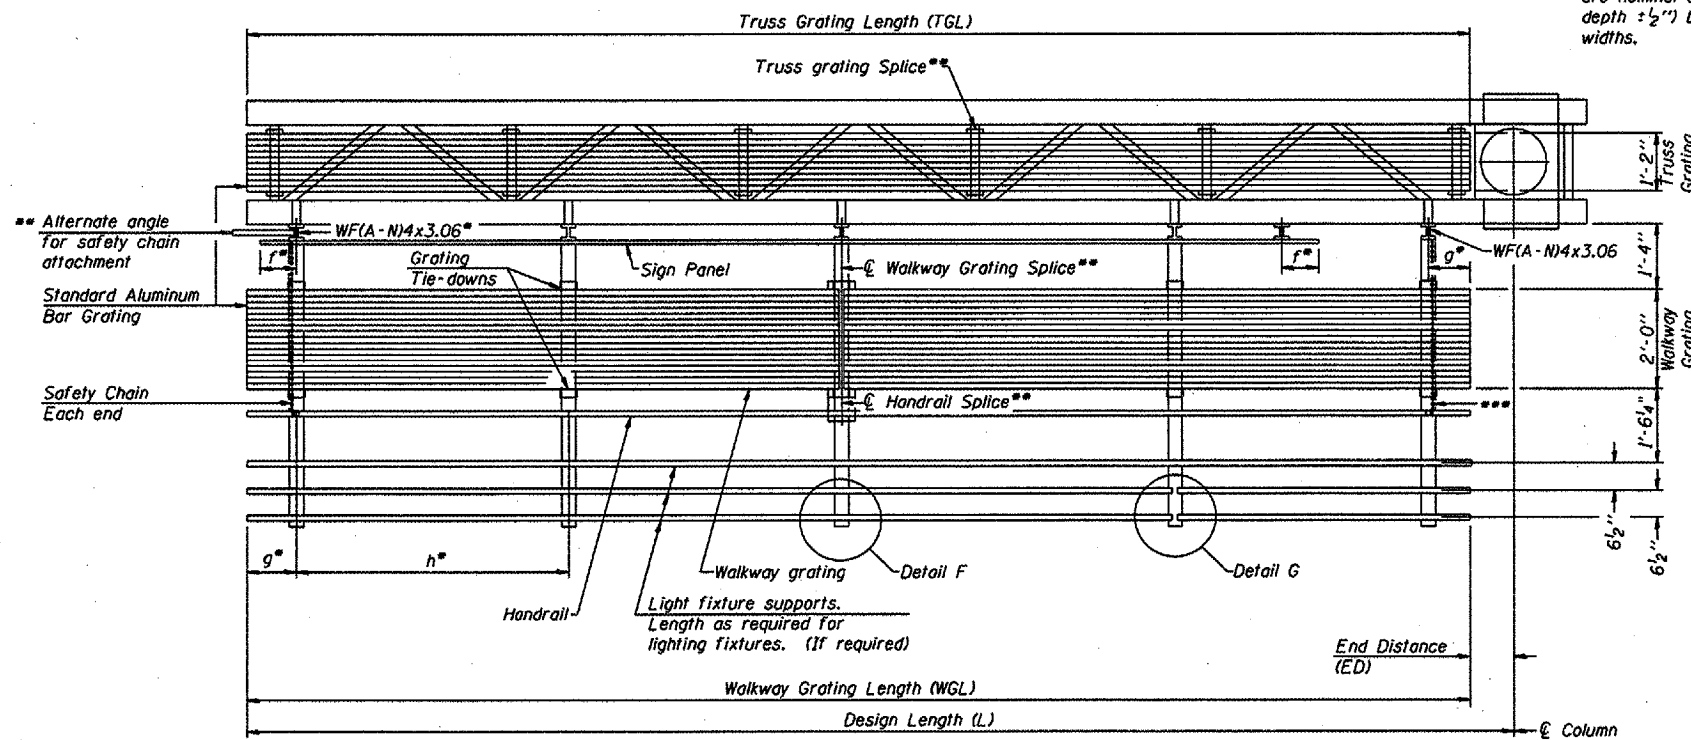 depth ±½") b
widths.
Truss Grating Length (TGL)
Truss grating Splice**
1'-2"
Truss
Grating
** Alternate angle
for safety chain
attachment
WF(A-N)4x3.06*
WF(A-N)4x3.06
f*
Sign Panel
f*
g*
Grating
Tie-downs
℄ Walkway Grating Splice**
1'-4"
Standard Aluminum
Bar Grating
2'-0"
Walkway
Grating
Safety Chain
Each end
℄ Handrail Splice**
***
1'-6¼"
6½"
6½"
g*
h*
Walkway grating
Detail F
Detail G
Handrail
Light fixture supports.
Length as required for
lighting fixtures. (If required)
End Distance
(ED)
Walkway Grating Length (WGL)
Design Length (L)
℄ Column